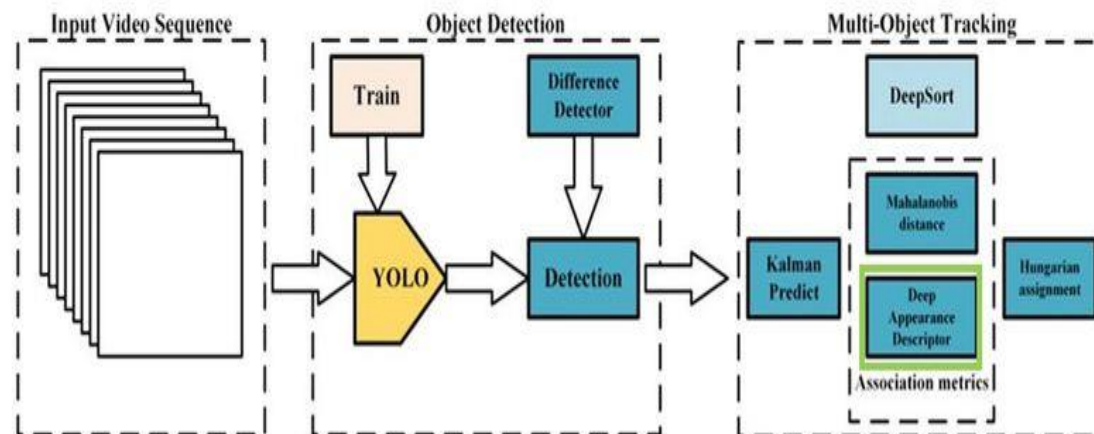 Input Video Sequence
Object Detection
Multi-Object Tracking
Train
Difference
Detector
DeepSort
YOLO
Detection
Kalman
Predict
Mahalanobis
distance
Deep
Appearance
Descriptor
Association metrics
Hungarian
assignment